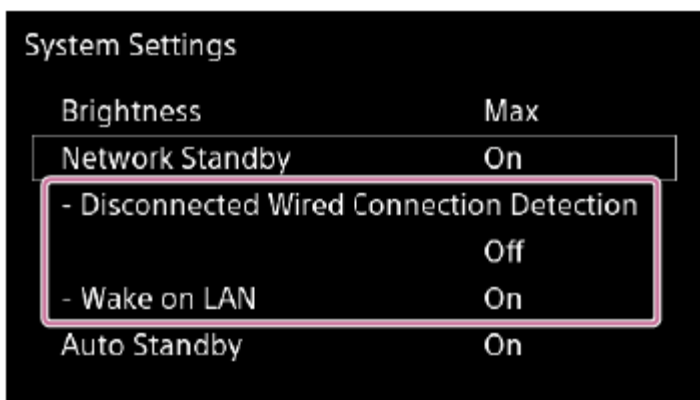 System Settings
Brightness Max
Network Standby On
- Disconnected Wired Connection Detection
Off
- Wake on LAN On
Auto Standby On